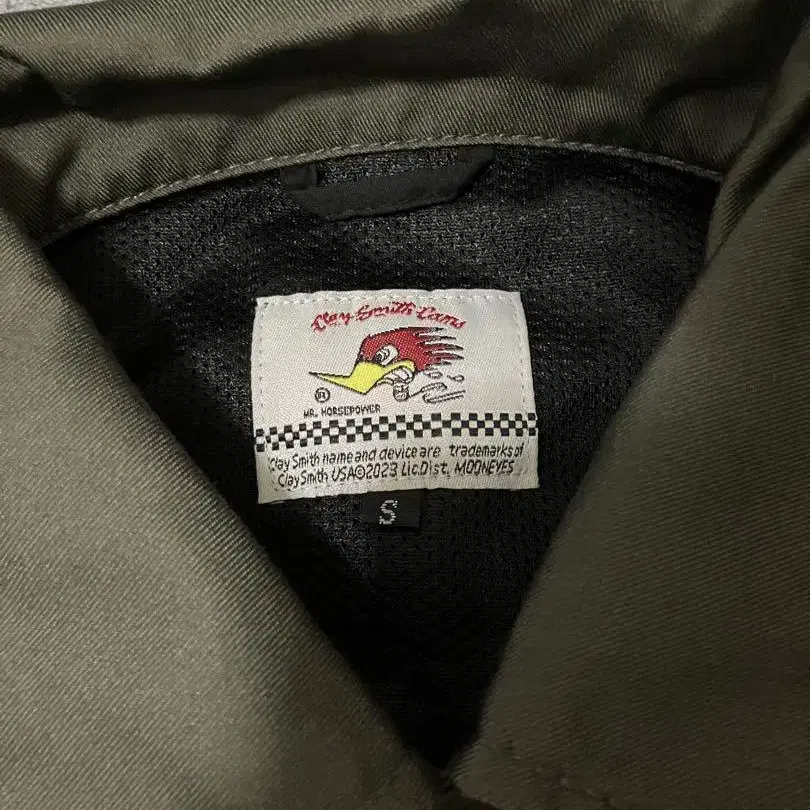 Clay Smith Cams
®
MR. HORSEPOWER
Clay Smith name and device are trademarks of
Clay Smith USA©2023 Lic.Dist. MOONEYES
S